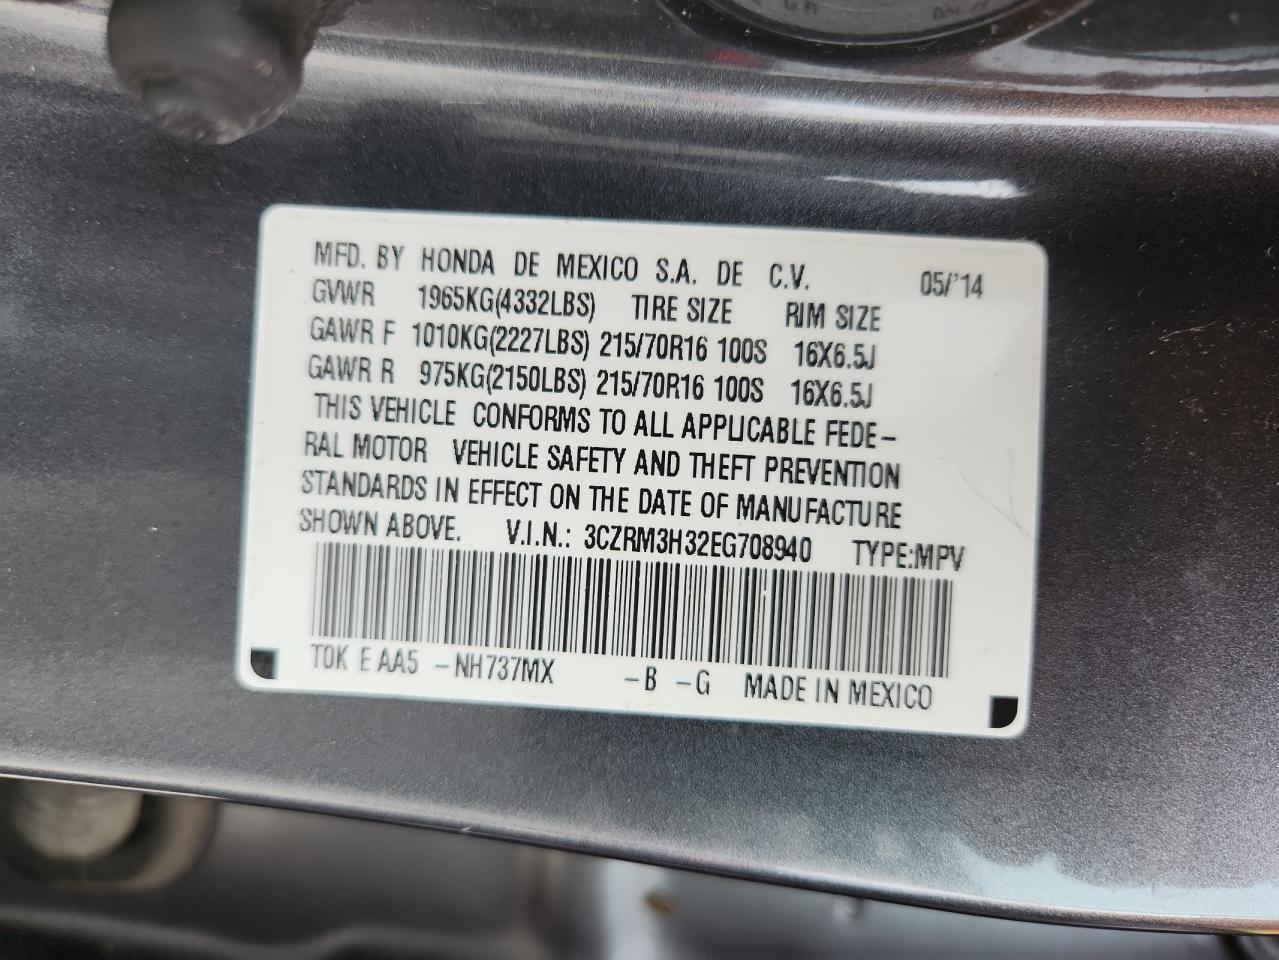 MFD. BY HONDA DE MEXICO S.A. DE C.V. 05/'14
GVWR 1965KG(4332LBS) TIRE SIZE RIM SIZE
GAWR F 1010KG(2227LBS) 215/70R16 100S 16X6.5J
GAWR R 975KG(2150LBS) 215/70R16 100S 16X6.5J
THIS VEHICLE CONFORMS TO ALL APPLICABLE FEDE-
RAL MOTOR VEHICLE SAFETY AND THEFT PREVENTION
STANDARDS IN EFFECT ON THE DATE OF MANUFACTURE
SHOWN ABOVE. V.I.N.: 3CZRM3H32EG708940 TYPE:MPV
T0K E AA5 -NH737MX -B -G MADE IN MEXICO